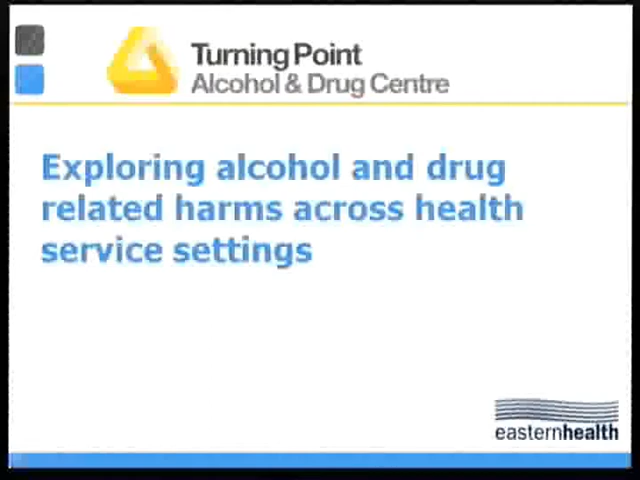 Turning Point
Alcohol & Drug Centre
Exploring alcohol and drug
related harms across health
service settings
easternhealth